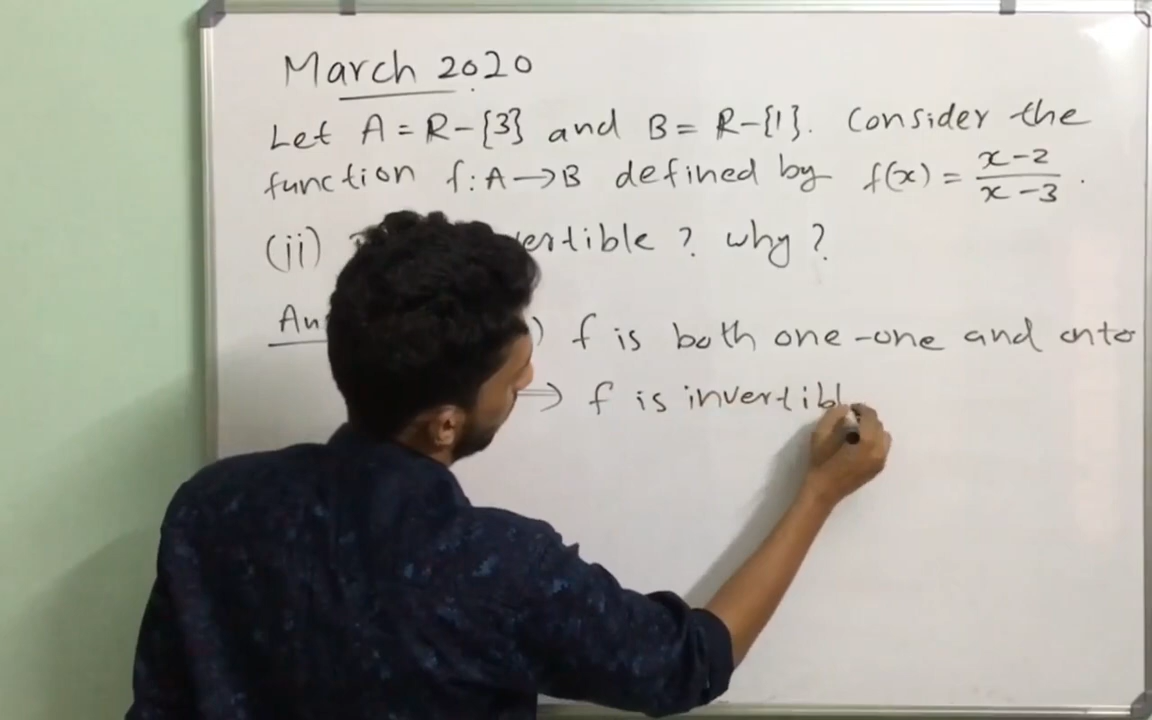 March 2020
Let A = R-{3} and B = R-{1}. Consider the
function f: A→B defined by f(x) = x-2/x-3.
(ii) ertible? why?
An ) f is both one-one and onto
⇒ f is invertibl